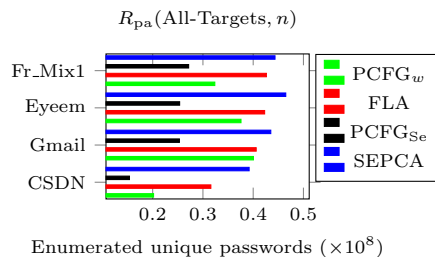 R_pa(All-Targets, n)
Fr_Mix1
Eyeem
Gmail
CSDN
PCFG_w
FLA
PCFG_Se
SEPCA
0.2 0.3 0.4 0.5
Enumerated unique passwords (×10^8)